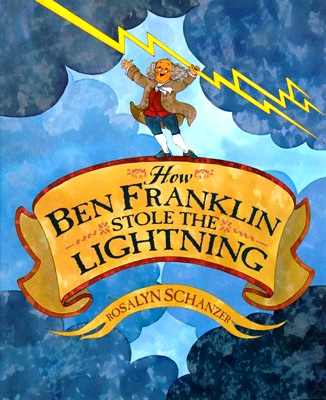 How
BEN FRANKLIN
STOLE THE
LIGHTNING
ROSALYN SCHANZER